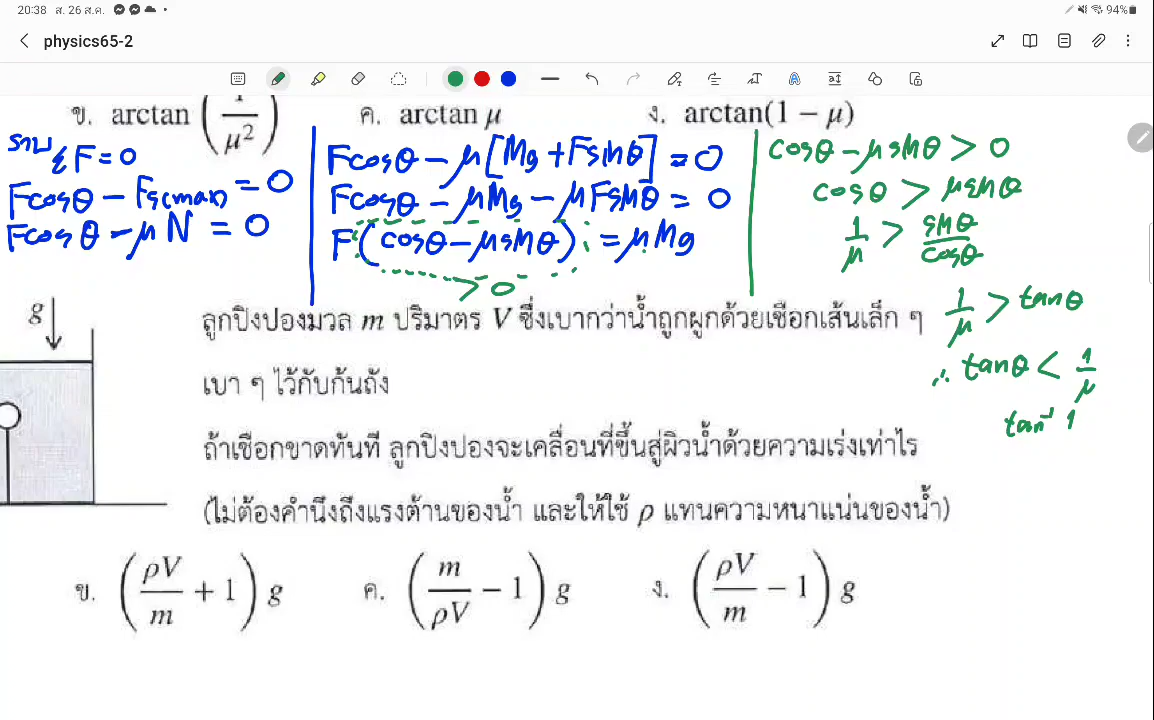 20:38 ส. 26 ส.ค. 94%
physics65-2
ข. arctan (1/μ²) ค. arctan μ ง. arctan(1 − μ)
ราบ ΣF = 0
Fcosθ − Fs(max) = 0
Fcosθ − μN = 0
Fcosθ − μ[Mg + Fsinθ] = 0
Fcosθ − μMg − μFsinθ = 0
F(cosθ − μsinθ) = μMg
> 0
cosθ − μsinθ > 0
cosθ > μsinθ
1/μ > sinθ/cosθ
1/μ > tanθ
∴ tanθ < 1/μ
tan⁻¹ 1
g
ลูกปิงปองมวล m ปริมาตร V ซึ่งเบากว่าน้ำถูกผูกด้วยเชือกเส้นเล็ก ๆ
เบา ๆ ไว้กับก้นถัง
ถ้าเชือกขาดทันที ลูกปิงปองจะเคลื่อนที่ขึ้นสู่ผิวน้ำด้วยความเร่งเท่าไร
(ไม่ต้องคำนึงถึงแรงต้านของน้ำ และให้ใช้ ρ แทนความหนาแน่นของน้ำ)
ข. (ρV/m + 1) g ค. (m/ρV − 1) g ง. (ρV/m − 1) g